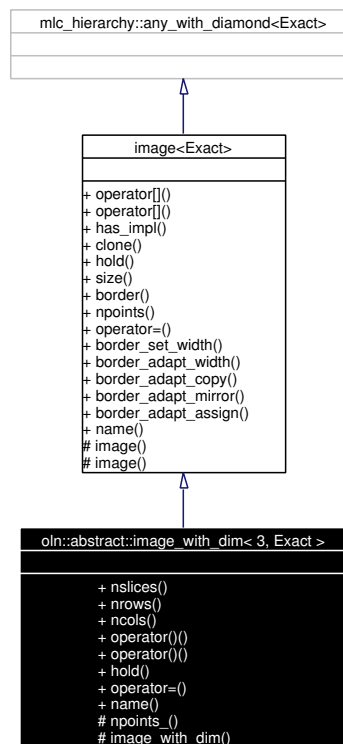 mlc_hierarchy::any_with_diamond<Exact>
image<Exact>
+ operator[]()
+ operator[]()
+ has_impl()
+ clone()
+ hold()
+ size()
+ border()
+ npoints()
+ operator=()
+ border_set_width()
+ border_adapt_width()
+ border_adapt_copy()
+ border_adapt_mirror()
+ border_adapt_assign()
+ name()
# image()
# image()
oln::abstract::image_with_dim< 3, Exact >
+ nslices()
+ nrows()
+ ncols()
+ operator()()
+ operator()()
+ hold()
+ operator=()
+ name()
# npoints_()
# image_with_dim()